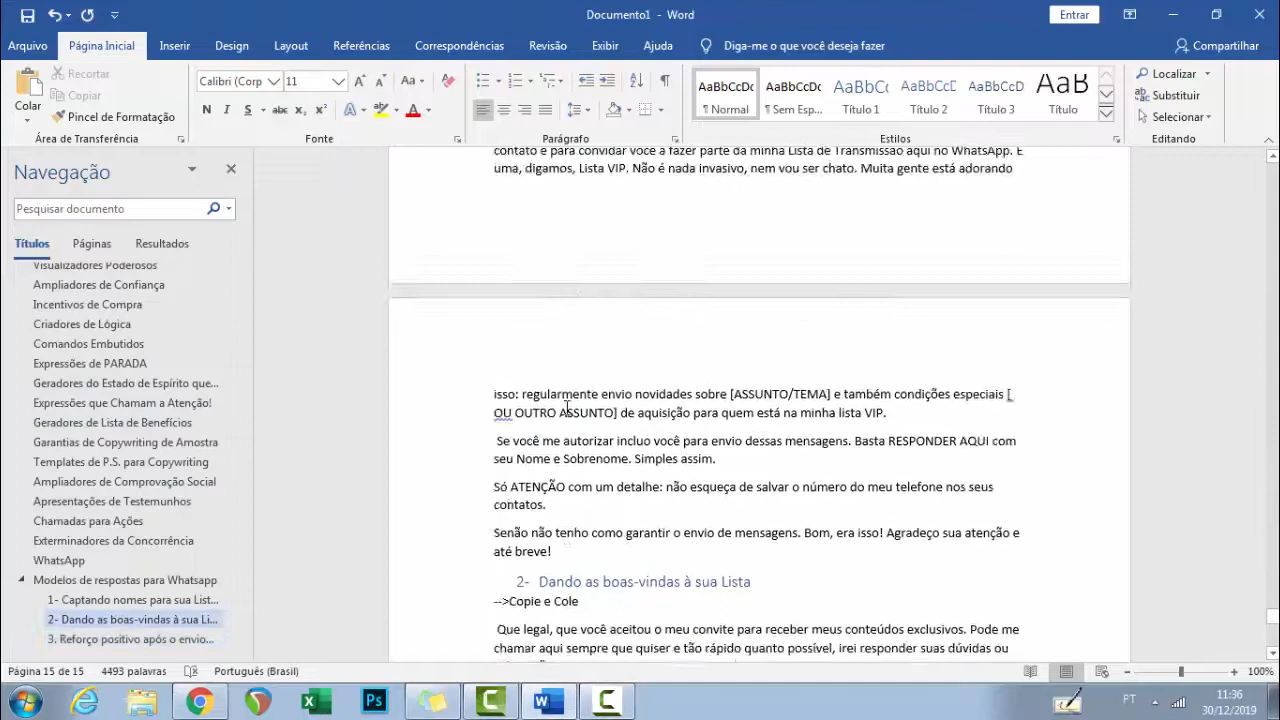 Documento1 - Word
Entrar
Arquivo
Página Inicial
Inserir
Design
Layout
Referências
Correspondências
Revisão
Exibir
Ajuda
Diga-me o que você deseja fazer
Compartilhar
Colar
Recortar
Copiar
Pincel de Formatação
Área de Transferência
Calibri (Corp
11
Aa
N I S abc x₂ x²
Fonte
Parágrafo
AaBbCcDc
¶ Normal
AaBbCcDc
¶ Sem Esp...
AaBbCc
Título 1
AaBbCcD
Título 2
AaBbCcD
Título 3
AaB
Título
Estilos
Localizar
Substituir
Selecionar
Editando
Navegação
Pesquisar documento
Títulos
Páginas
Resultados
Visualizadores Poderosos
Ampliadores de Confiança
Incentivos de Compra
Criadores de Lógica
Comandos Embutidos
Expressões de PARADA
Geradores do Estado de Espírito que...
Expressões que Chamam a Atenção!
Geradores de Lista de Benefícios
Garantias de Copywriting de Amostra
Templates de P.S. para Copywriting
Ampliadores de Comprovação Social
Apresentações de Testemunhos
Chamadas para Ações
Exterminadores da Concorrência
WhatsApp
Modelos de respostas para Whatsapp
1- Captando nomes para sua List...
2- Dando as boas-vindas à sua Li...
3. Reforço positivo após o envio...
contato é para convidar você a fazer parte da minha Lista de Transmissão aqui no WhatsApp. É
uma, digamos, Lista VIP. Não é nada invasivo, nem vou ser chato. Muita gente está adorando
isso: regularmente envio novidades sobre [ASSUNTO/TEMA] e também condições especiais [
OU OUTRO ASSUNTO] de aquisição para quem está na minha lista VIP.
Se você me autorizar incluo você para envio dessas mensagens. Basta RESPONDER AQUI com
seu Nome e Sobrenome. Simples assim.
Só ATENÇÃO com um detalhe: não esqueça de salvar o número do meu telefone nos seus
contatos.
Senão não tenho como garantir o envio de mensagens. Bom, era isso! Agradeço sua atenção e
até breve!
2- Dando as boas-vindas à sua Lista
-->Copie e Cole
Que legal, que você aceitou o meu convite para receber meus conteúdos exclusivos. Pode me
chamar aqui sempre que quiser e tão rápido quanto possível, irei responder suas dúvidas ou
Página 15 de 15
4493 palavras
Português (Brasil)
100%
PT
11:36
30/12/2019